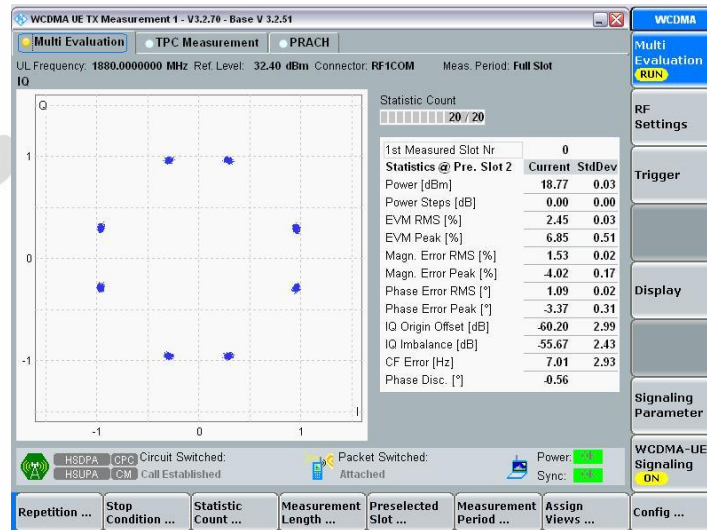 WCDMA UE TX Measurement 1 - V3.2.70 - Base V 3.2.51
WCDMA
Multi Evaluation
TPC Measurement
PRACH
Multi Evaluation
RUN
UL Frequency: 1880.0000000 MHz Ref. Level: 32.40 dBm Connector: RF1COM Meas. Period: Full Slot
IQ
Q
1
0
-1
-1 0 1
I
Statistic Count
20 / 20
1st Measured Slot Nr 0
Statistics @ Pre. Slot 2 Current StdDev
Power [dBm] 18.77 0.03
Power Steps [dB] 0.00 0.00
EVM RMS [%] 2.45 0.03
EVM Peak [%] 6.85 0.51
Magn. Error RMS [%] 1.53 0.02
Magn. Error Peak [%] -4.02 0.17
Phase Error RMS [°] 1.09 0.02
Phase Error Peak [°] -3.37 0.31
IQ Origin Offset [dB] -60.20 2.99
IQ Imbalance [dB] -55.67 2.43
CF Error [Hz] 7.01 2.93
Phase Disc. [°] -0.56
RF
Settings
Trigger
Display
Signaling
Parameter
WCDMA-UE
Signaling
ON
HSDPA CPC Circuit Switched:
HSUPA CM Call Established
Packet Switched:
Attached
Power:
Sync:
Repetition ...
Stop
Condition ...
Statistic
Count ...
Measurement
Length ...
Preselected
Slot ...
Measurement
Period ...
Assign
Views ...
Config ...